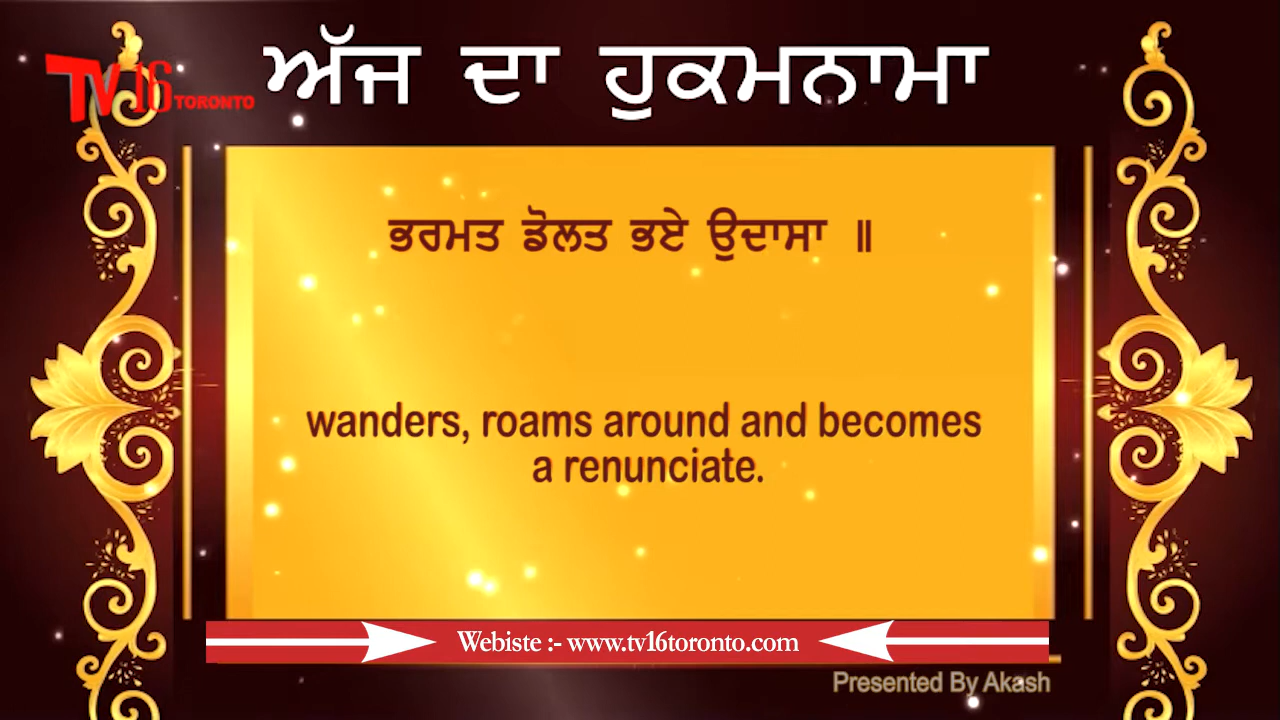 ਅੱਜ ਦਾ ਹੁਕਮਨਾਮਾ
TV16 TORONTO
ਭਰਮਤ ਡੋਲਤ ਭਏ ਉਦਾਸਾ ॥
wanders, roams around and becomes
a renunciate.
Webiste :- www.tv16toronto.com
Presented By Akash